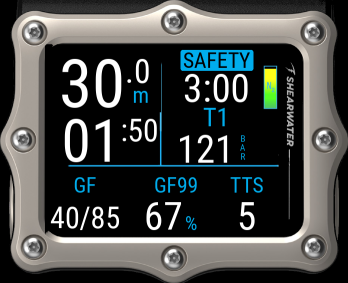 30.0 m
01:50
SAFETY
3:00
T1
121 BAR
N₂
SHEARWATER
GF GF99 TTS
40/85 67% 5